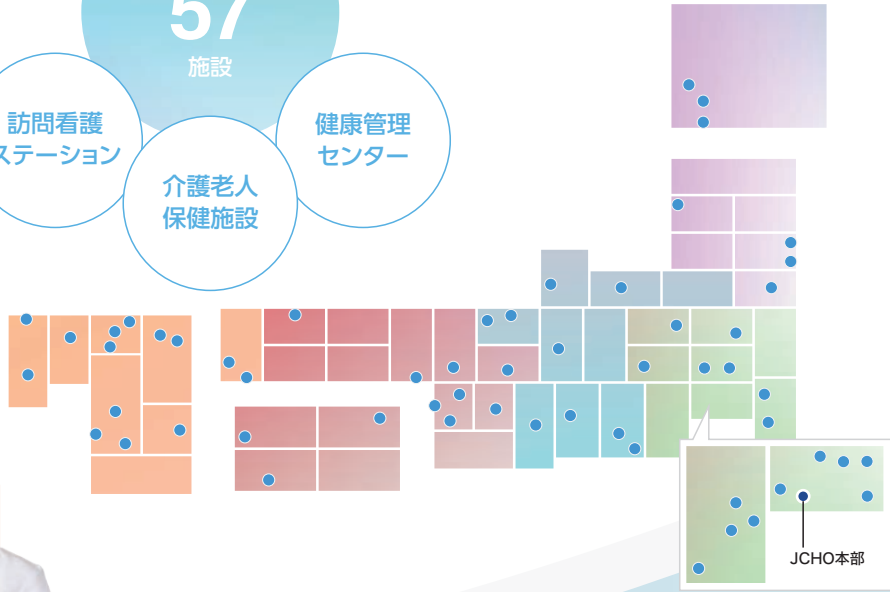 57
施設
訪問看護
ステーション
健康管理
センター
介護老人
保健施設
JCHO本部